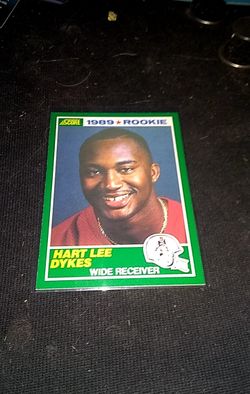 SCORE 1989 ★ ROOKIE
HART LEE
DYKES
WIDE RECEIVER